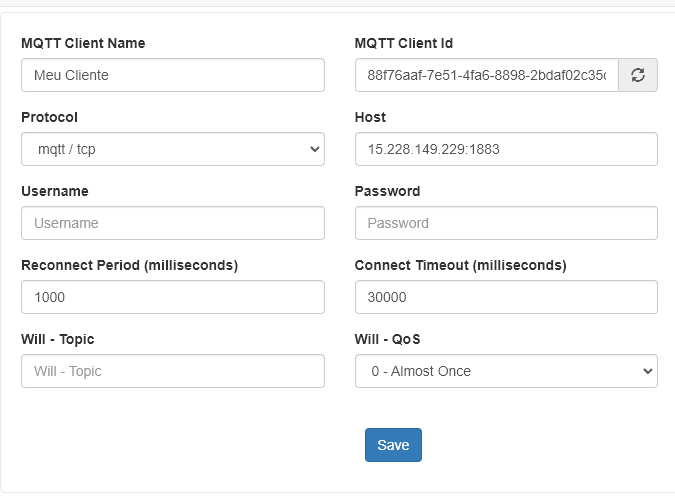 MQTT Client Name
MQTT Client Id
Meu Cliente
88f76aaf-7e51-4fa6-8898-2bdaf02c35
Protocol
Host
mqtt / tcp
15.228.149.229:1883
Username
Password
Username
Password
Reconnect Period (milliseconds)
Connect Timeout (milliseconds)
1000
30000
Will - Topic
Will - QoS
Will - Topic
0 - Almost Once
Save